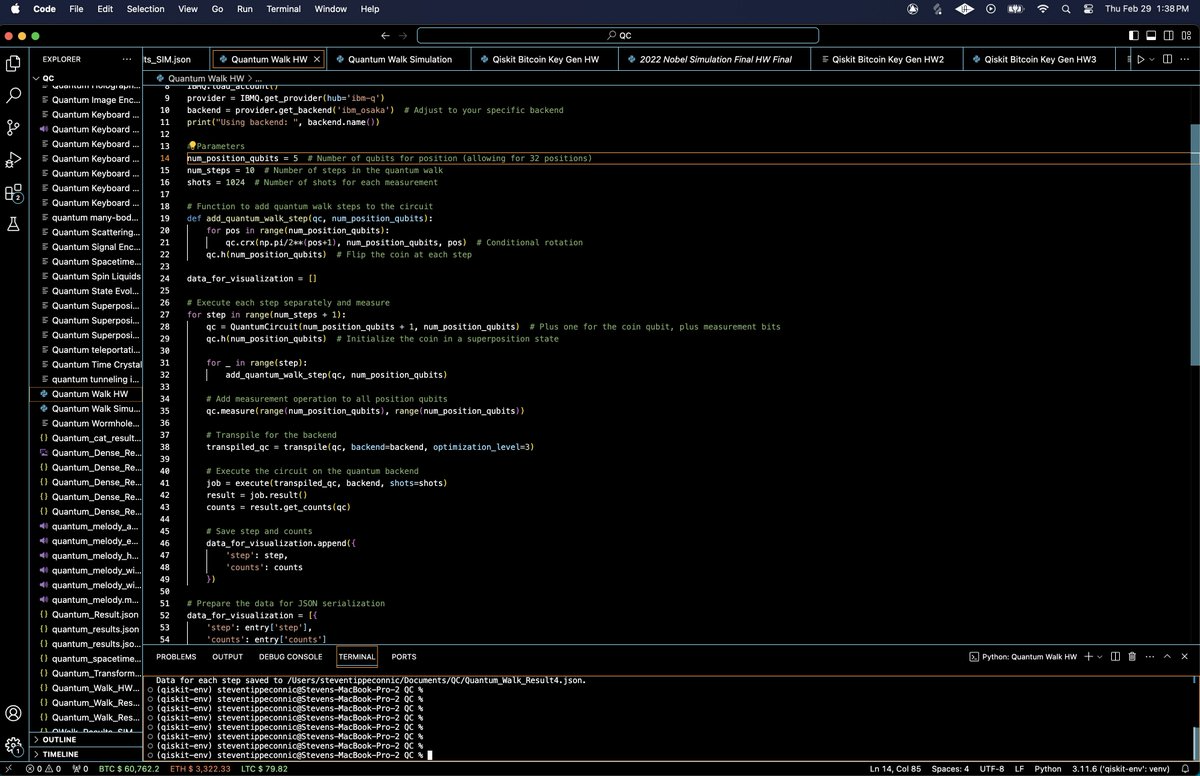 Code File Edit Selection View Go Run Terminal Window Help Thu Feb 29 1:38 PM
QC
EXPLORER ...
ts_SIM.json Quantum Walk HW Quantum Walk Simulation Qiskit Bitcoin Key Gen HW 2022 Nobel Simulation Final HW Final Qiskit Bitcoin Key Gen HW2 Qiskit Bitcoin Key Gen HW3
QC
Quantum Walk HW > ...
Quantum Image Enc...
Quantum Keyboard ...
Quantum Keyboard ...
Quantum Keyboard ...
Quantum Keyboard ...
Quantum Keyboard ...
Quantum Keyboard ...
Quantum Keyboard ...
quantum many-bod...
Quantum Scattering...
Quantum Signal Enc...
Quantum Spacetime...
Quantum Spin Liquids
Quantum State Evol...
Quantum Superposi...
Quantum Superposi...
Quantum Superposi...
Quantum teleportati...
Quantum Time Crystal
quantum tunneling i...
Quantum Walk HW
Quantum Walk Simu...
Quantum Wormhole...
{} Quantum_cat_result...
Quantum_Dense_Re...
{} Quantum_Dense_Re...
{} Quantum_Dense_Re...
{} Quantum_Dense_Re...
{} Quantum_Dense_Re...
quantum_melody_a...
quantum_melody_e...
quantum_melody_h...
quantum_melody_wi...
quantum_melody_wi...
quantum_melody.m...
{} Quantum_Result.json
{} quantum_results.json
{} quantum_results.jso...
{} quantum_spacetime...
{} Quantum_Transform...
{} Quantum_Walk_HW...
{} Quantum_Walk_Res...
{} Quantum_Walk_Res...
OUTLINE
TIMELINE
8 IBMQ.load_account()
9 provider = IBMQ.get_provider(hub='ibm-q')
10 backend = provider.get_backend('ibm_osaka') # Adjust to your specific backend
11 print("Using backend: ", backend.name())
12
13 Parameters
14 num_position_qubits = 5 # Number of qubits for position (allowing for 32 positions)
15 num_steps = 10 # Number of steps in the quantum walk
16 shots = 1024 # Number of shots for each measurement
17
18 # Function to add quantum walk steps to the circuit
19 def add_quantum_walk_step(qc, num_position_qubits):
20 for pos in range(num_position_qubits):
21 qc.crx(np.pi/2**(pos+1), num_position_qubits, pos) # Conditional rotation
22 qc.h(num_position_qubits) # Flip the coin at each step
23
24 data_for_visualization = []
25
26 # Execute each step separately and measure
27 for step in range(num_steps + 1):
28 qc = QuantumCircuit(num_position_qubits + 1, num_position_qubits) # Plus one for the coin qubit, plus measurement bits
29 qc.h(num_position_qubits) # Initialize the coin in a superposition state
30
31 for _ in range(step):
32 add_quantum_walk_step(qc, num_position_qubits)
33
34 # Add measurement operation to all position qubits
35 qc.measure(range(num_position_qubits), range(num_position_qubits))
36
37 # Transpile for the backend
38 transpiled_qc = transpile(qc, backend=backend, optimization_level=3)
39
40 # Execute the circuit on the quantum backend
41 job = execute(transpiled_qc, backend, shots=shots)
42 result = job.result()
43 counts = result.get_counts(qc)
44
45 # Save step and counts
46 data_for_visualization.append({
47 'step': step,
48 'counts': counts
49 })
50
51 # Prepare the data for JSON serialization
52 data_for_visualization = [{
53 'step': entry['step'],
54 'counts': entry['counts']
PROBLEMS OUTPUT DEBUG CONSOLE TERMINAL PORTS Python: Quantum Walk HW
Data for each step saved to /Users/steventippeconnic/Documents/QC/Quantum_Walk_Result4.json.
(qiskit-env) steventippeconnic@Stevens-MacBook-Pro-2 QC %
(qiskit-env) steventippeconnic@Stevens-MacBook-Pro-2 QC %
(qiskit-env) steventippeconnic@Stevens-MacBook-Pro-2 QC %
(qiskit-env) steventippeconnic@Stevens-MacBook-Pro-2 QC %
(qiskit-env) steventippeconnic@Stevens-MacBook-Pro-2 QC %
(qiskit-env) steventippeconnic@Stevens-MacBook-Pro-2 QC %
(qiskit-env) steventippeconnic@Stevens-MacBook-Pro-2 QC %
(qiskit-env) steventippeconnic@Stevens-MacBook-Pro-2 QC %
0 0 0 BTC $ 60,762.2 ETH $ 3,322.33 LTC $ 79.82 Ln 14, Col 85 Spaces: 4 UTF-8 LF Python 3.11.6 ('qiskit-env': venv)